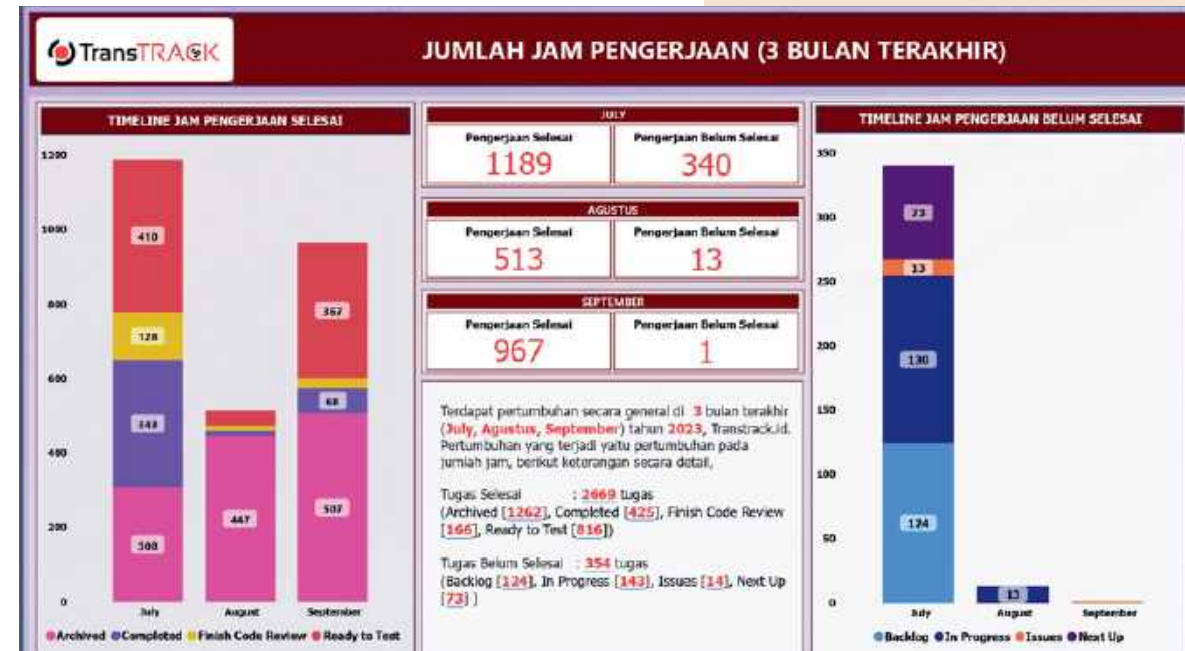 TransTRACK
JUMLAH JAM PENGERJAAN (3 BULAN TERAKHIR)
TIMELINE JAM PENGERJAAN SELESAI
1200
1000
800
600
400
200
0
410
128
343
308
447
367
68
507
July
August
September
Archived
Completed
Finish Code Review
Ready to Test
JULY
Pengerjaan Selesai
1189
Pengerjaan Belum Selesai
340
AGUSTUS
Pengerjaan Selesai
513
Pengerjaan Belum Selesai
13
SEPTEMBER
Pengerjaan Selesai
967
Pengerjaan Belum Selesai
1
Terdapat pertumbuhan secara general di 3 bulan terakhir
(July, Agustus, September) tahun 2023, Transtrack.id.
Pertumbuhan yang terjadi yaitu pertumbuhan pada
jumlah jam, berikut keterangan secara detail,
Tugas Selesai : 2669 tugas
(Archived [1262], Completed [425], Finish Code Review
[166], Ready to Test [816])
Tugas Belum Selesai : 354 tugas
(Backlog [124], In Progress [143], Issues [14], Next Up
[73] )
TIMELINE JAM PENGERJAAN BELUM SELESAI
350
300
250
200
150
100
50
0
73
13
130
124
13
July
August
September
Backlog
In Progress
Issues
Next Up